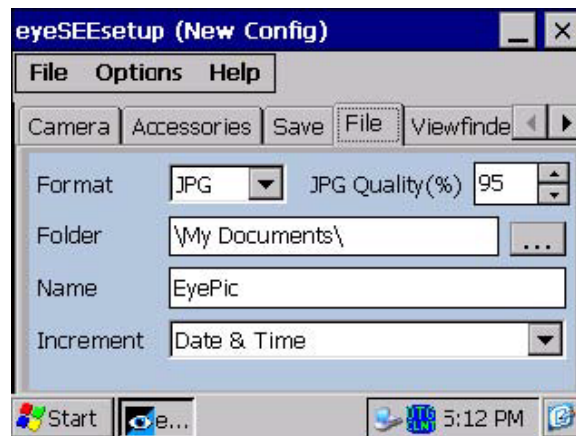 eyeSEEsetup (New Config)
File Options Help
Camera Accessories Save File Viewfinde
Format JPG JPG Quality(%) 95
Folder \My Documents\ ...
Name EyePic
Increment Date & Time
Start e... 5:12 PM